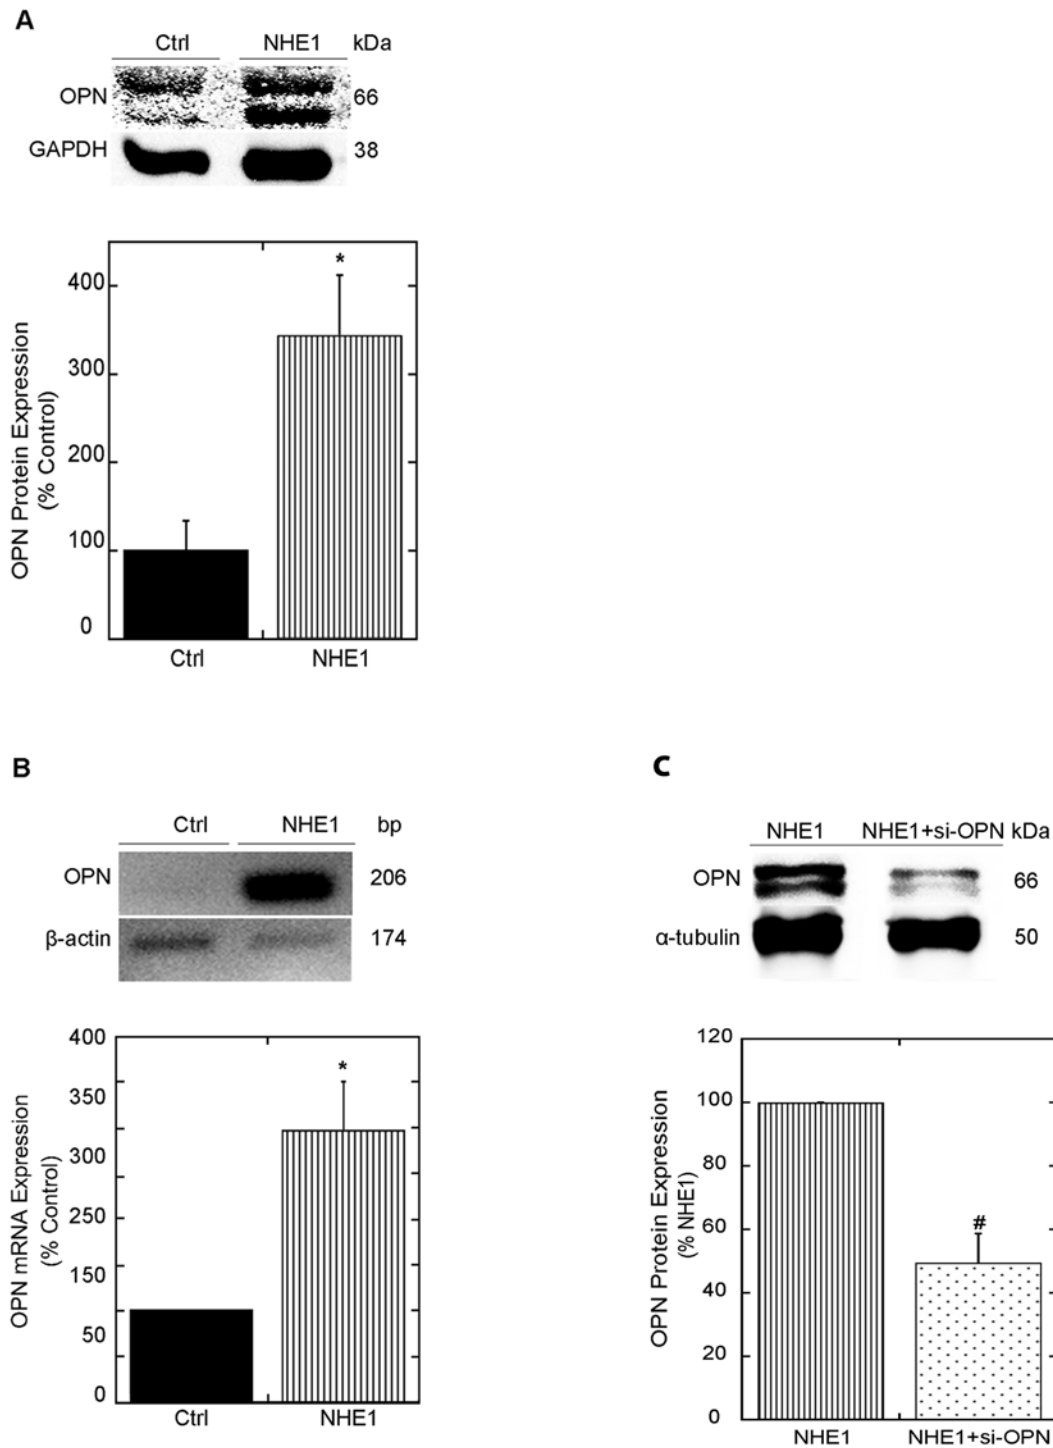 A
Ctrl NHE1 kDa
OPN 66
GAPDH 38
OPN Protein Expression
(% Control)
400
*
300
200
100
0
Ctrl NHE1
B
Ctrl NHE1 bp
OPN 206
β-actin 174
OPN mRNA Expression
(% Control)
400
*
350
300
250
150
50
0
Ctrl NHE1
C
NHE1 NHE1+si-OPN kDa
OPN 66
α-tubulin 50
OPN Protein Expression
(% NHE1)
120
100
80
60 #
40
20
0
NHE1 NHE1+si-OPN